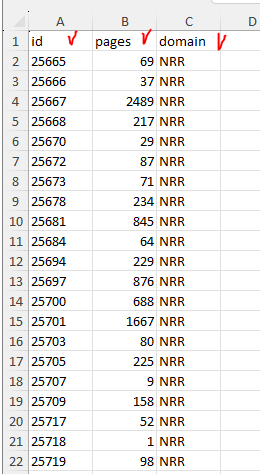 A B C D
1 id pages domain
2 25665 69 NRR
3 25666 37 NRR
4 25667 2489 NRR
5 25668 217 NRR
6 25670 29 NRR
7 25672 87 NRR
8 25673 71 NRR
9 25678 234 NRR
10 25681 845 NRR
11 25684 64 NRR
12 25694 229 NRR
13 25697 876 NRR
14 25700 688 NRR
15 25701 1667 NRR
16 25703 80 NRR
17 25705 225 NRR
18 25707 9 NRR
19 25709 158 NRR
20 25717 52 NRR
21 25718 1 NRR
22 25719 98 NRR